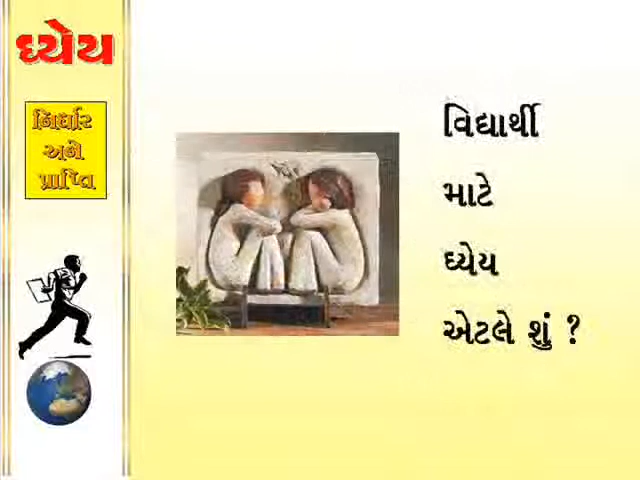 ધ્યેય
નિર્ધાર
અને
પ્રાપ્તિ
વિદ્યાર્થી
માટે
ધ્યેય
એટલે શું ?